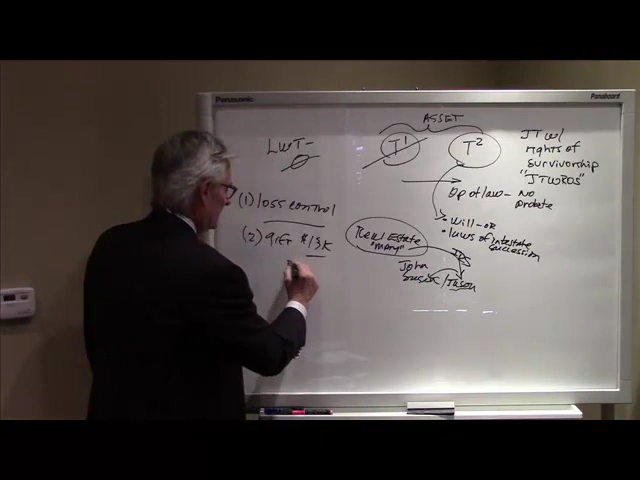 Panasonic
Panaboard
ASSET
LWT-
T1
T2
JT w/
rights of
survivorship
"JTWROS"
(1) loss control
Op of law - no
probate
(2) gift $13K
• Will - OR
• laws of intestate
succession
Real Estate
"mary"
John
/Jason